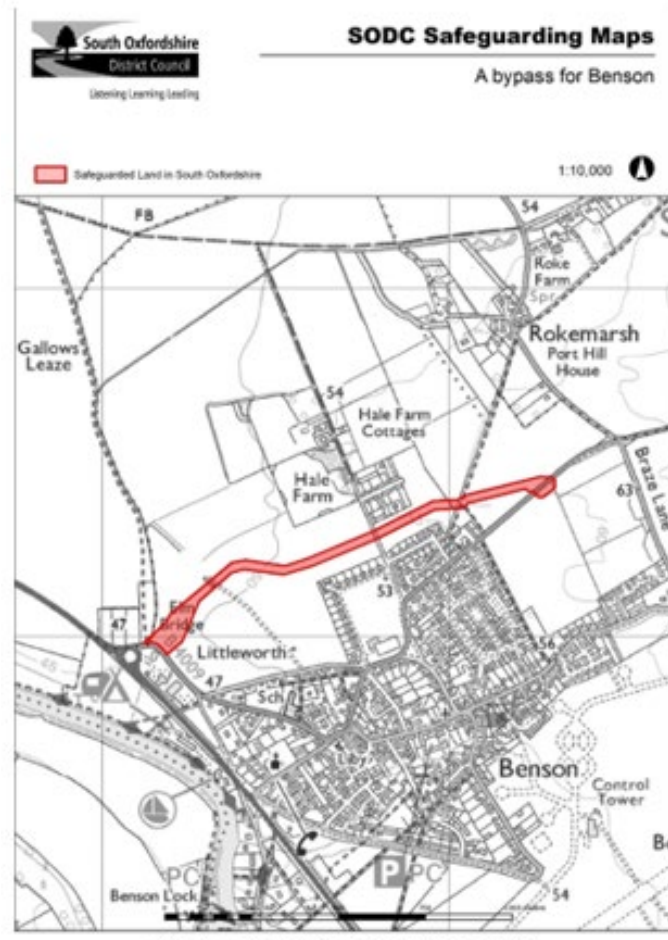 South Oxfordshire
District Council
Listening Learning Leading
SODC Safeguarding Maps
A bypass for Benson
Safeguarded Land in South Oxfordshire
1:10,000
54
FB
Roke
Farm
Spr
Rokemarsh
Port Hill
House
Gallows
Leaze
54
Hale Farm
Cottages
Hale
Farm
Braze Lane
63
53
47
Bridge
Littleworth
47
Sch
56
Benson
Control
Tower
PC
P PC
Benson Lock
54